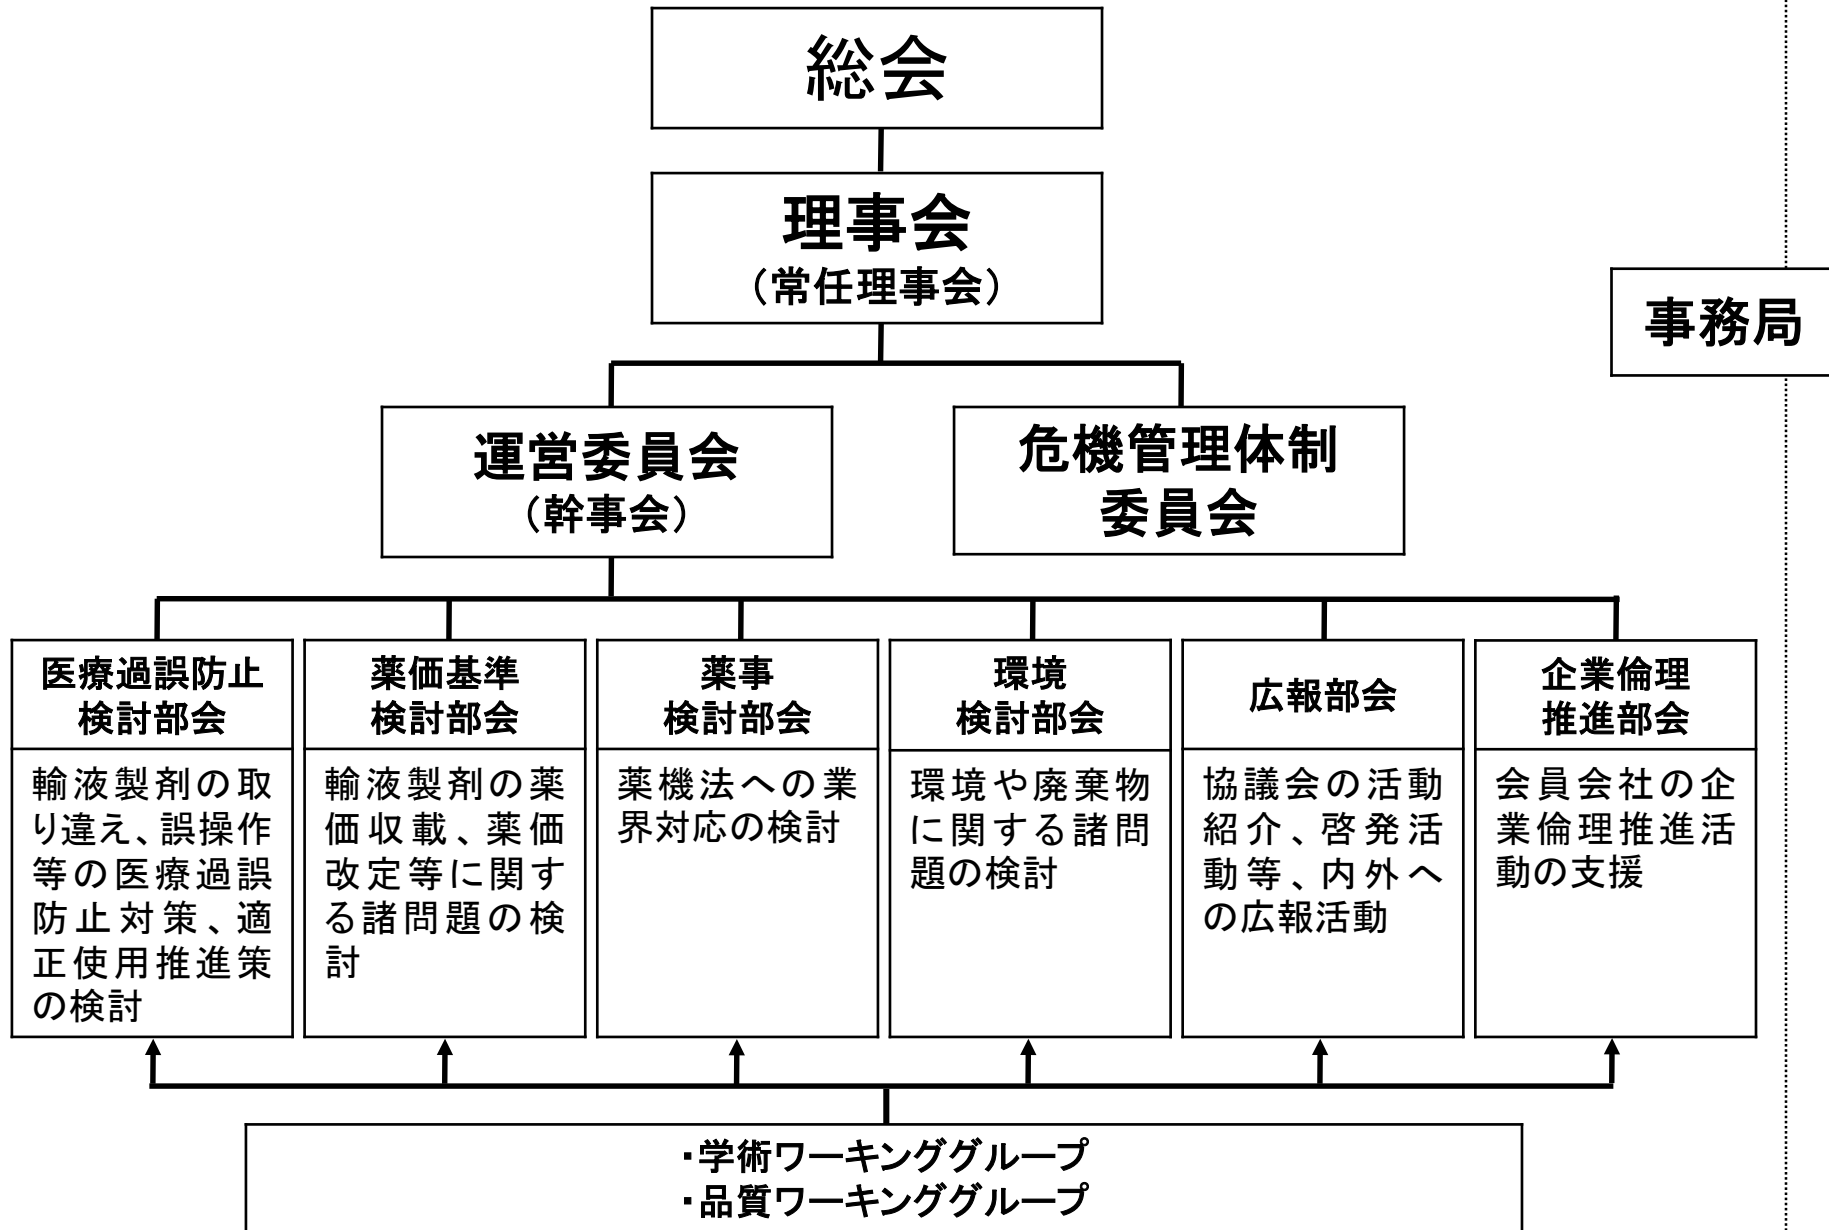 総会
理事会
（常任理事会）
事務局
運営委員会
（幹事会）
危機管理体制
委員会
医療過誤防止
検討部会
輸液製剤の取
り違え、誤操作
等の医療過誤
防止対策、適
正使用推進策
の検討
薬価基準
検討部会
輸液製剤の薬
価収載、薬価
改定等に関す
る諸問題の検
討
薬事
検討部会
薬機法への業
界対応の検討
環境
検討部会
環境や廃棄物
に関する諸問
題の検討
広報部会
協議会の活動
紹介、啓発活
動等、内外へ
の広報活動
企業倫理
推進部会
会員会社の企
業倫理推進活
動の支援
・学術ワーキンググループ
・品質ワーキンググループ